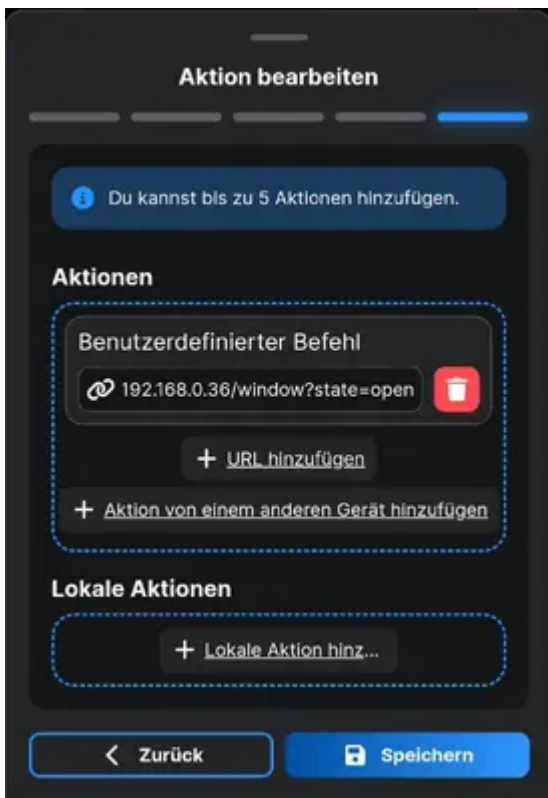 Aktion bearbeiten
Du kannst bis zu 5 Aktionen hinzufügen.
Aktionen
Benutzerdefinierter Befehl
192.168.0.36/window?state=open
+ URL hinzufügen
+ Aktion von einem anderen Gerät hinzufügen
Lokale Aktionen
+ Lokale Aktion hinz...
Zurück
Speichern